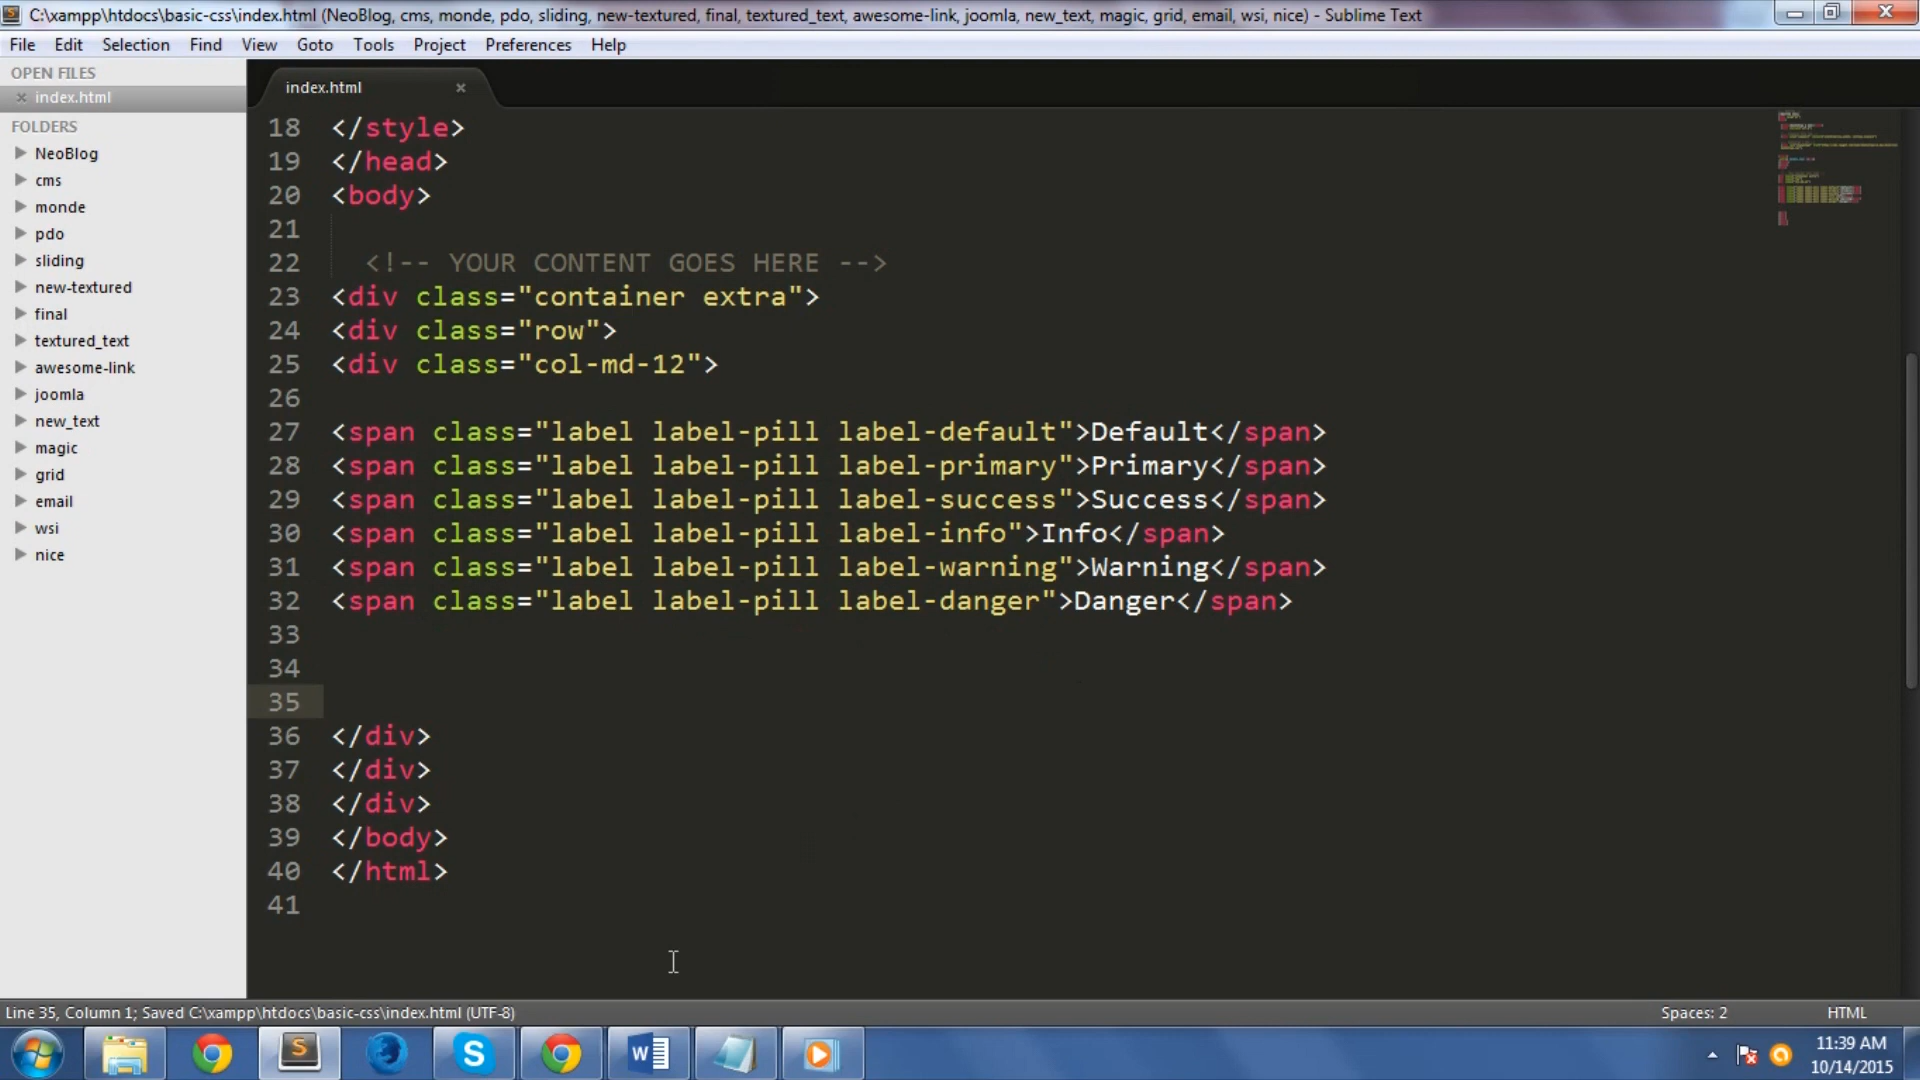 C:\xampp\htdocs\basic-css\index.html (NeoBlog, cms, monde, pdo, sliding, new-textured, final, textured_text, awesome-link, joomla, new_text, magic, grid, email, wsi, nice) - Sublime Text
File Edit Selection Find View Goto Tools Project Preferences Help
OPEN FILES
index.html
FOLDERS
NeoBlog
cms
monde
pdo
sliding
new-textured
final
textured_text
awesome-link
joomla
new_text
magic
grid
email
wsi
nice
index.html
18 </style>
19 </head>
20 <body>
21
22 <!-- YOUR CONTENT GOES HERE -->
23 <div class="container extra">
24 <div class="row">
25 <div class="col-md-12">
26
27 <span class="label label-pill label-default">Default</span>
28 <span class="label label-pill label-primary">Primary</span>
29 <span class="label label-pill label-success">Success</span>
30 <span class="label label-pill label-info">Info</span>
31 <span class="label label-pill label-warning">Warning</span>
32 <span class="label label-pill label-danger">Danger</span>
33
34
35
36 </div>
37 </div>
38 </div>
39 </body>
40 </html>
41
Line 35, Column 1; Saved C:\xampp\htdocs\basic-css\index.html (UTF-8)
Spaces: 2
HTML
11:39 AM
10/14/2015